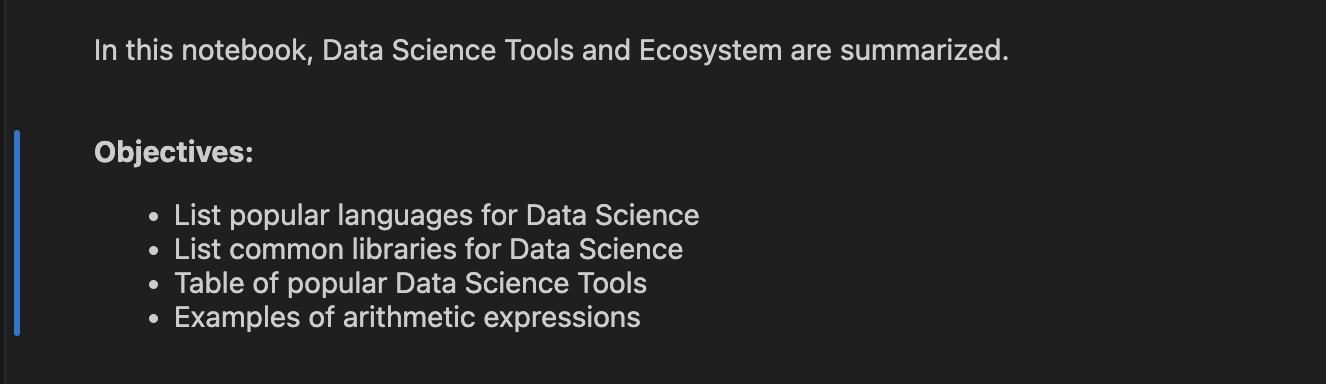 In this notebook, Data Science Tools and Ecosystem are summarized.
Objectives:
• List popular languages for Data Science
• List common libraries for Data Science
• Table of popular Data Science Tools
• Examples of arithmetic expressions